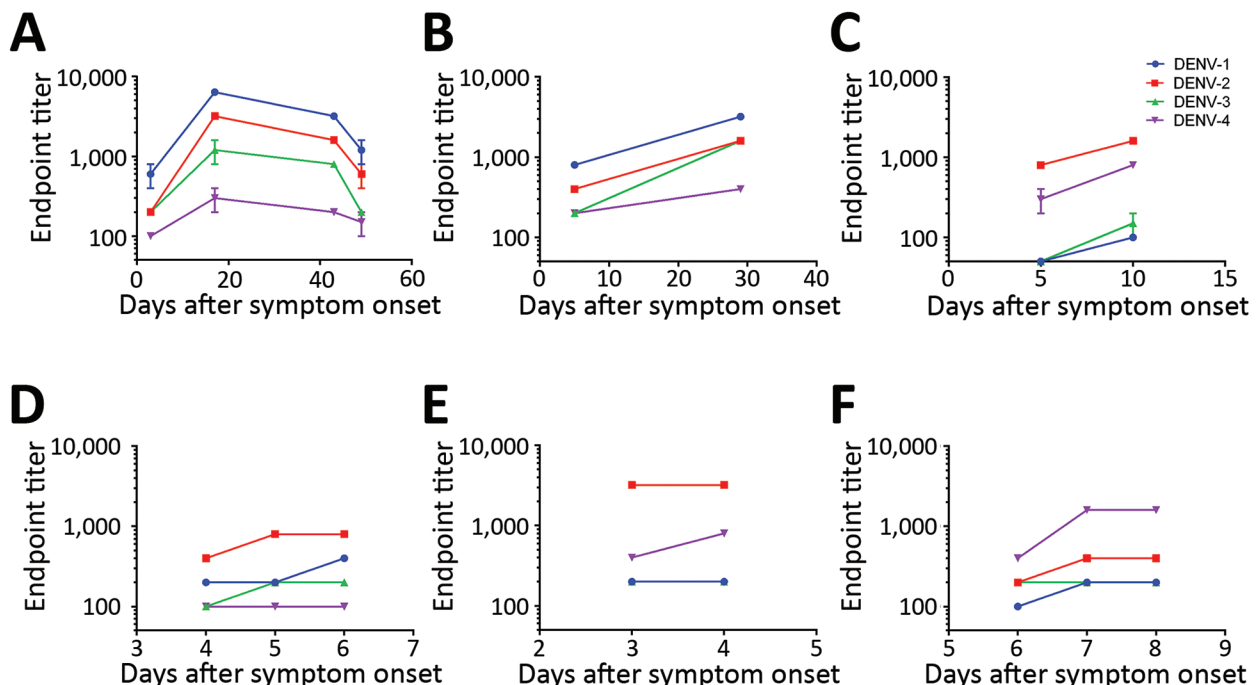 A
Endpoint titer
10,000
1,000
100
0 20 40 60
Days after symptom onset
B
Endpoint titer
10,000
1,000
100
0 10 20 30 40
Days after symptom onset
C
Endpoint titer
10,000
1,000
100
0 5 10 15
Days after symptom onset
DENV-1
DENV-2
DENV-3
DENV-4
D
Endpoint titer
10,000
1,000
100
3 4 5 6 7
Days after symptom onset
E
Endpoint titer
10,000
1,000
100
2 3 4 5
Days after symptom onset
F
Endpoint titer
10,000
1,000
100
5 6 7 8 9
Days after symptom onset